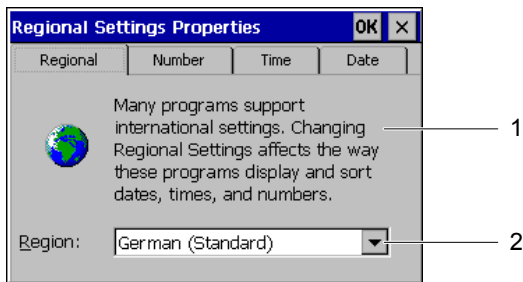 Regional Settings Properties OK ×
Regional Number Time Date
Many programs support
international settings. Changing
Regional Settings affects the way
these programs display and sort
dates, times, and numbers.
Region: German (Standard)
1
2